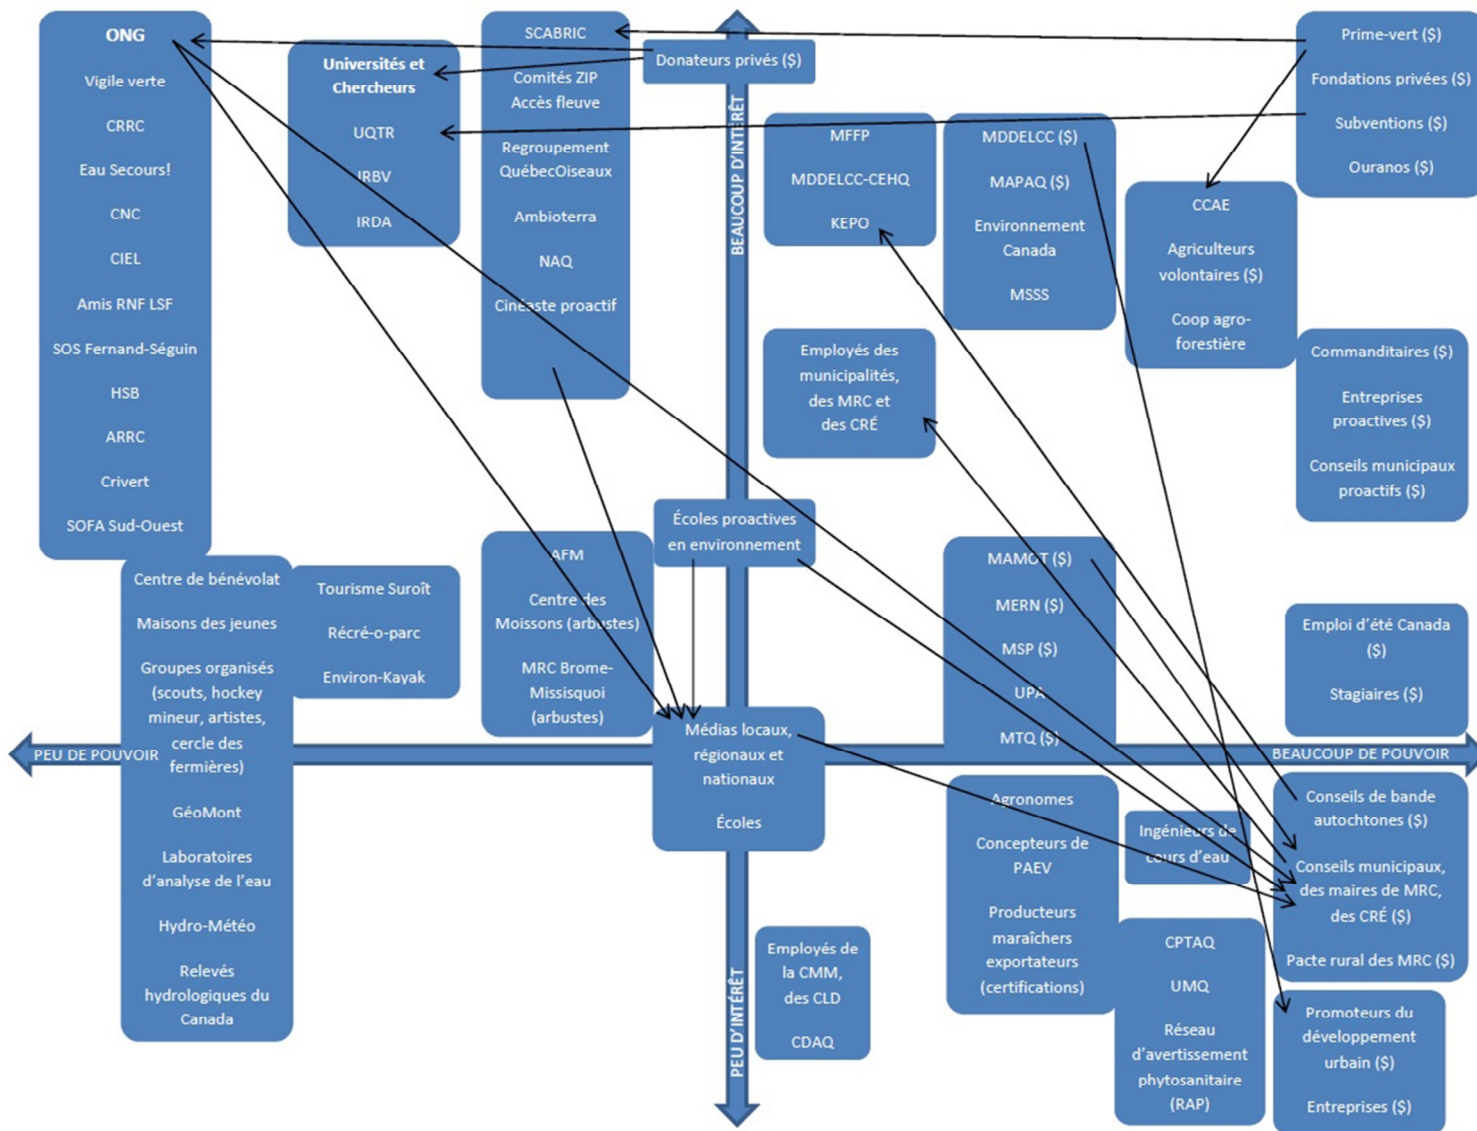 ONG
Vigile verte
CRRC
Eau Secours!
CNC
CIEL
Amis RNF LSF
SOS Fernand-Séguin
HSB
ARRC
Crivert
SOFA Sud-Ouest
Universités et
Chercheurs
UQTR
IRBV
IRDA
SCABRIC
Comités ZIP
Accès fleuve
Regroupement
QuébecOiseaux
Ambioterra
NAQ
Cinéaste proactif
Donateurs privés ($)
BEAUCOUP D'INTÉRÊT
MFFP
MDDELCC-CEHQ
KEPO
MDDELCC ($)
MAPAQ ($)
Environnement
Canada
MSSS
CCAE
Agriculteurs
volontaires ($)
Coop agro-
forestière
Prime-vert ($)
Fondations privées ($)
Subventions ($)
Ouranos ($)
Employés des
municipalités,
des MRC et
des CRÉ
Commanditaires ($)
Entreprises
proactives ($)
Conseils municipaux
proactifs ($)
Centre de bénévolat
Maisons des jeunes
Groupes organisés
(scouts, hockey
mineur, artistes,
cercle des
fermières)
GéoMont
Laboratoires
d'analyse de l'eau
Hydro-Météo
Relevés
hydrologiques du
Canada
Tourisme Suroît
Récré-o-parc
Environ-Kayak
AFM
Centre des
Moissons (arbustes)
MRC Brome-
Missisquoi
(arbustes)
Écoles proactives
en environnement
MAMOT ($)
MERN ($)
MSP ($)
UPA
MTQ ($)
Emploi d'été Canada
($)
Stagiaires ($)
PEU DE POUVOIR
Médias locaux,
régionaux et
nationaux
Écoles
BEAUCOUP DE POUVOIR
PEU D'INTÉRÊT
Employés de
la CMM,
des CLD
CDAQ
Agronomes
Concepteurs de
PAEV
Producteurs
maraîchers
exportateurs
(certifications)
Ingénieurs de
cours d'eau
CPTAQ
UMQ
Réseau
d'avertissement
phytosanitaire
(RAP)
Conseils de bande
autochtones ($)
Conseils municipaux,
des maires de MRC,
des CRÉ ($)
Pacte rural des MRC ($)
Promoteurs du
développement
urbain ($)
Entreprises ($)